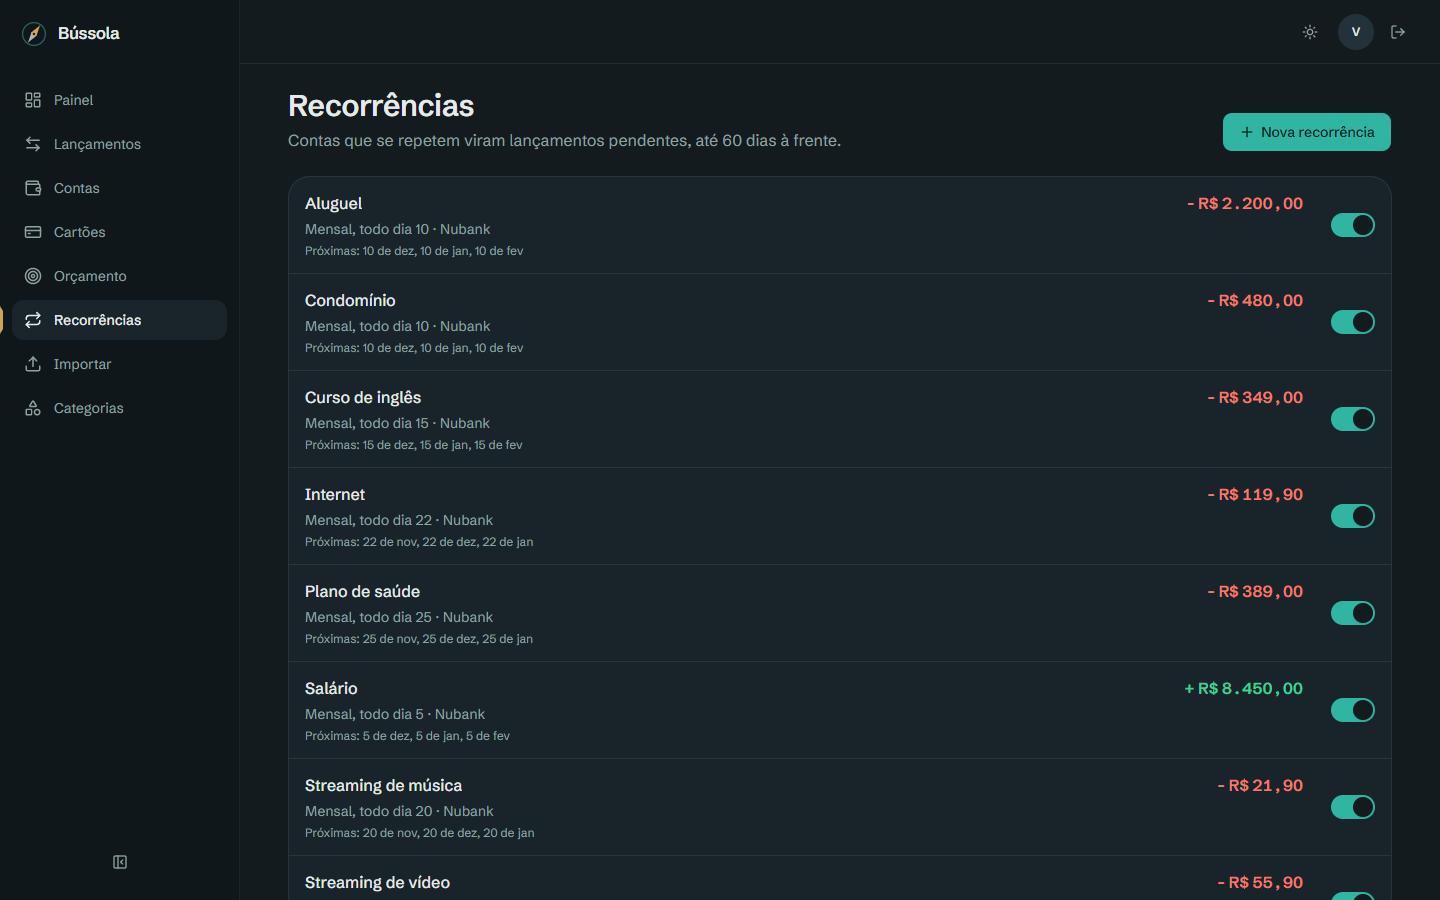 Bússola
V
Painel
Lançamentos
Contas
Cartões
Orçamento
Recorrências
Importar
Categorias
Recorrências
Contas que se repetem viram lançamentos pendentes, até 60 dias à frente.
+ Nova recorrência
Aluguel
- R$ 2.200,00
Mensal, todo dia 10 · Nubank
Próximas: 10 de dez, 10 de jan, 10 de fev
Condomínio
- R$ 480,00
Mensal, todo dia 10 · Nubank
Próximas: 10 de dez, 10 de jan, 10 de fev
Curso de inglês
- R$ 349,00
Mensal, todo dia 15 · Nubank
Próximas: 15 de dez, 15 de jan, 15 de fev
Internet
- R$ 119,90
Mensal, todo dia 22 · Nubank
Próximas: 22 de nov, 22 de dez, 22 de jan
Plano de saúde
- R$ 389,00
Mensal, todo dia 25 · Nubank
Próximas: 25 de nov, 25 de dez, 25 de jan
Salário
+ R$ 8.450,00
Mensal, todo dia 5 · Nubank
Próximas: 5 de dez, 5 de jan, 5 de fev
Streaming de música
- R$ 21,90
Mensal, todo dia 20 · Nubank
Próximas: 20 de nov, 20 de dez, 20 de jan
Streaming de vídeo
- R$ 55,90